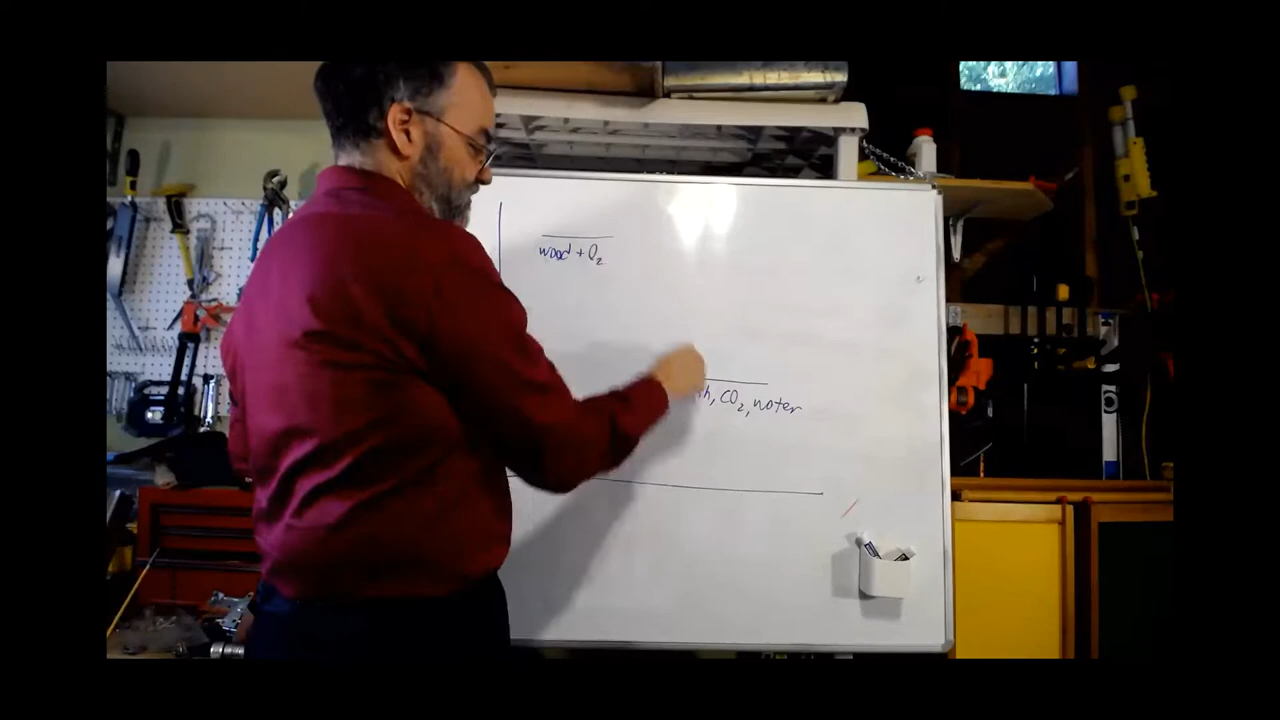 wood + O₂
h, CO₂, water